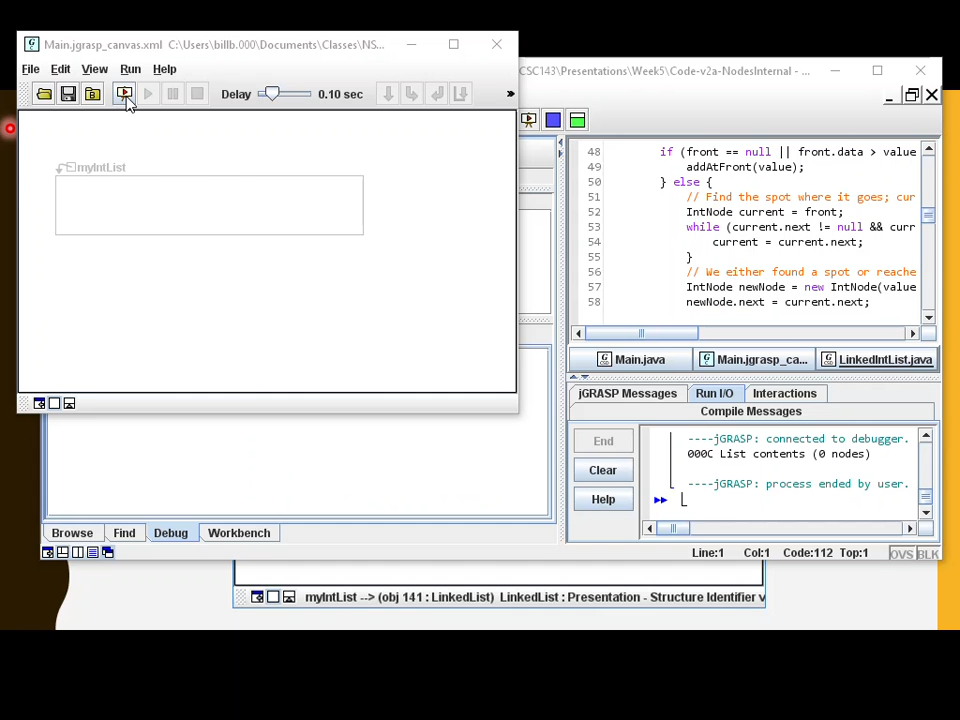 Main.jgrasp_canvas.xml C:\Users\billb.000\Documents\Classes\NS...
File Edit View Run Help
Delay 0.10 sec
myIntList
CSC143\Presentations\Week5\Code-v2a-NodesInternal - ...
48 if (front == null || front.data > value
49 addAtFront(value);
50 } else {
51 // Find the spot where it goes; cur
52 IntNode current = front;
53 while (current.next != null && curr
54 current = current.next;
55 }
56 // We either found a spot or reache
57 IntNode newNode = new IntNode(value
58 newNode.next = current.next;
Main.java Main.jgrasp_ca... LinkedIntList.java
jGRASP Messages Run I/O Interactions
Compile Messages
End
Clear
Help
----jGRASP: connected to debugger.
000C List contents (0 nodes)
----jGRASP: process ended by user.
Browse Find Debug Workbench
Line:1 Col:1 Code:112 Top:1 OVS BLK
myIntList --> (obj 141 : LinkedList) LinkedList : Presentation - Structure Identifier v